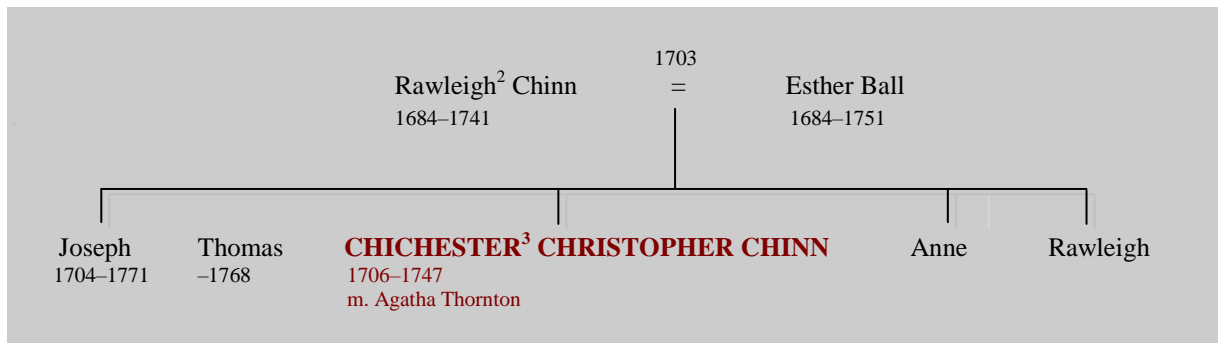 1703
Rawleigh² Chinn = Esther Ball
1684–1741 1684–1751
Joseph Thomas CHICHESTER³ CHRISTOPHER CHINN Anne Rawleigh
1704–1771 –1768 1706–1747
m. Agatha Thornton